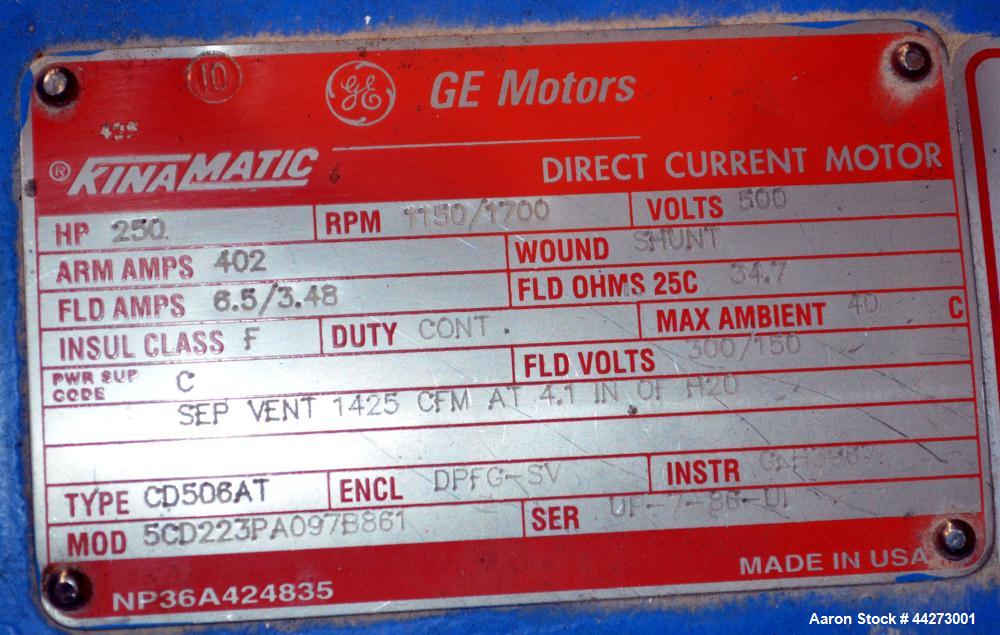 10
GE GE Motors
® KINAMATIC
DIRECT CURRENT MOTOR
HP 250 RPM 1150/1700 VOLTS 500
ARM AMPS 402 WOUND SHUNT
FLD AMPS 6.5/3.48 FLD OHMS 25C 34.7
INSUL CLASS F DUTY CONT MAX AMBIENT 40 C
PWR SUP CODE C FLD VOLTS 300/150
SEP VENT 1425 CFM AT 4.1 IN OF H2O
TYPE CD506AT ENCL DPFG-SV INSTR
MOD 5CD223PA097B861 SER
NP36A424835
MADE IN USA
Aaron Stock # 44273001